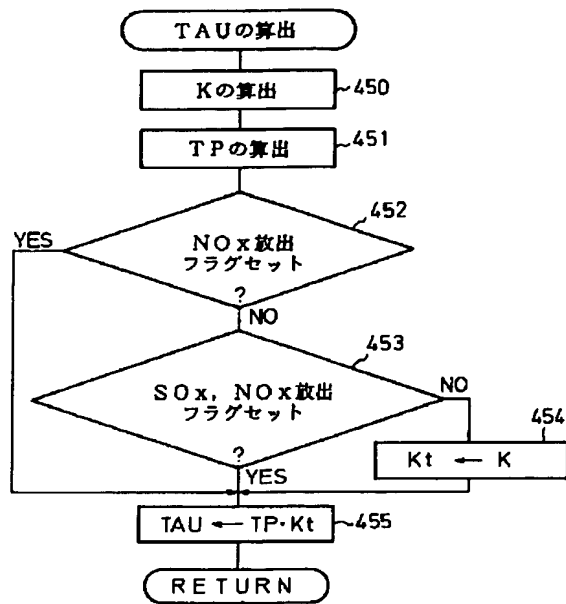 TAUの算出
Kの算出
450
TPの算出
451
452
YES
NOx放出
フラグセット
?
NO
453
SOx, NOx放出
フラグセット
?
NO
454
Kt ← K
YES
TAU ← TP・Kt
455
RETURN